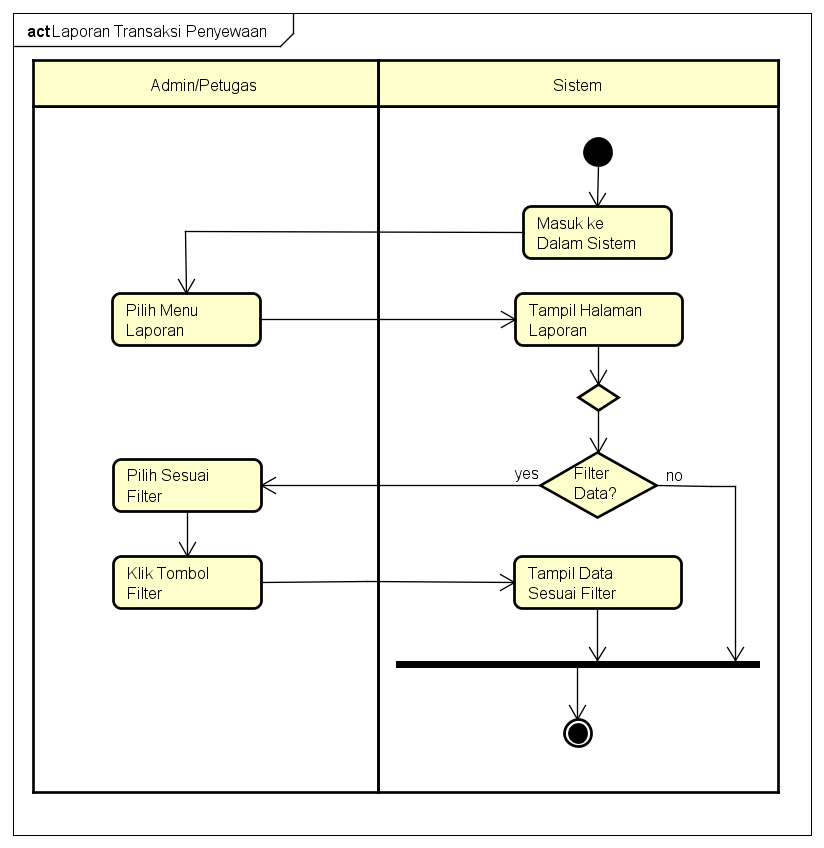 act Laporan Transaksi Penyewaan
Admin/Petugas
Sistem
Masuk ke
Dalam Sistem
Pilih Menu
Laporan
Tampil Halaman
Laporan
Pilih Sesuai
Filter
yes
Filter
Data?
no
Klik Tombol
Filter
Tampil Data
Sesuai Filter